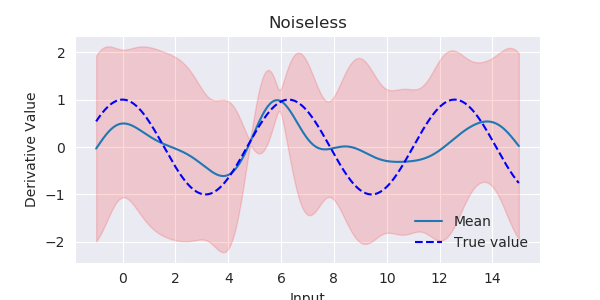 Noiseless
Derivative Value
2
1
0
−1
−2
Mean
True value
0 2 4 6 8 10 12 14
Input